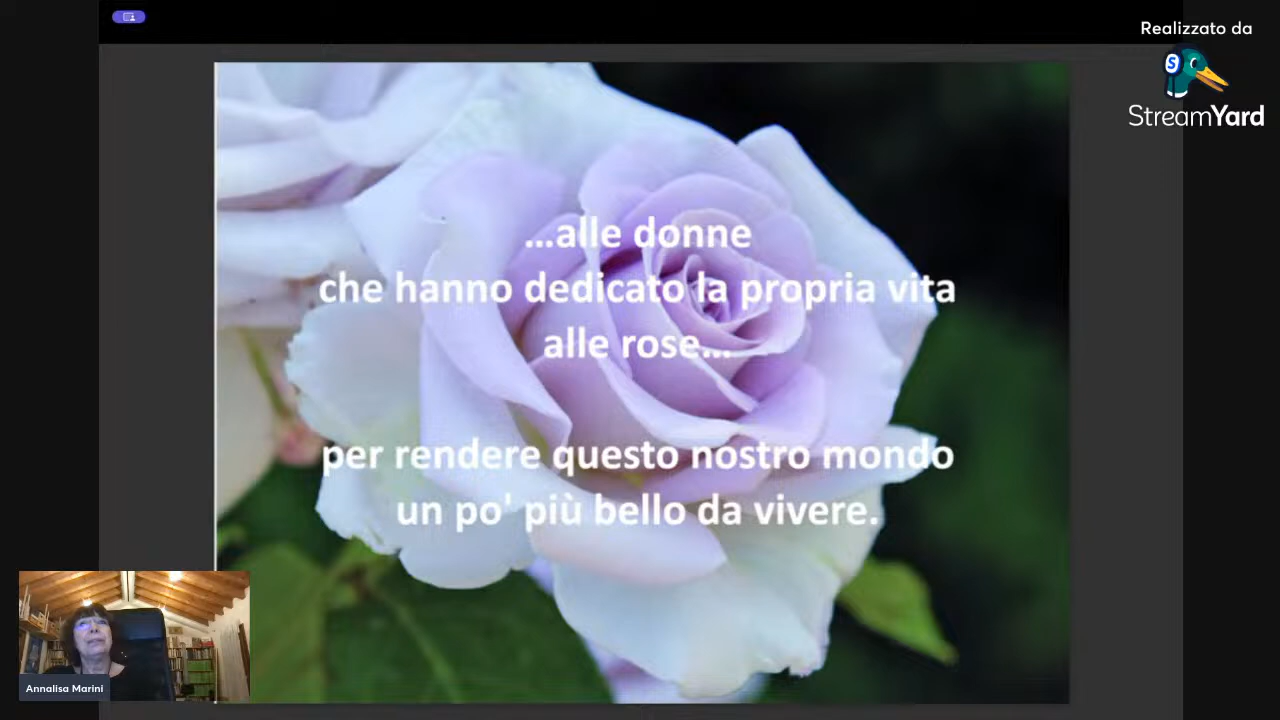 Realizzato da
S
StreamYard
...alle donne
che hanno dedicato la propria vita
alle rose...
per rendere questo nostro mondo
un po' più bello da vivere.
Annalisa Marini